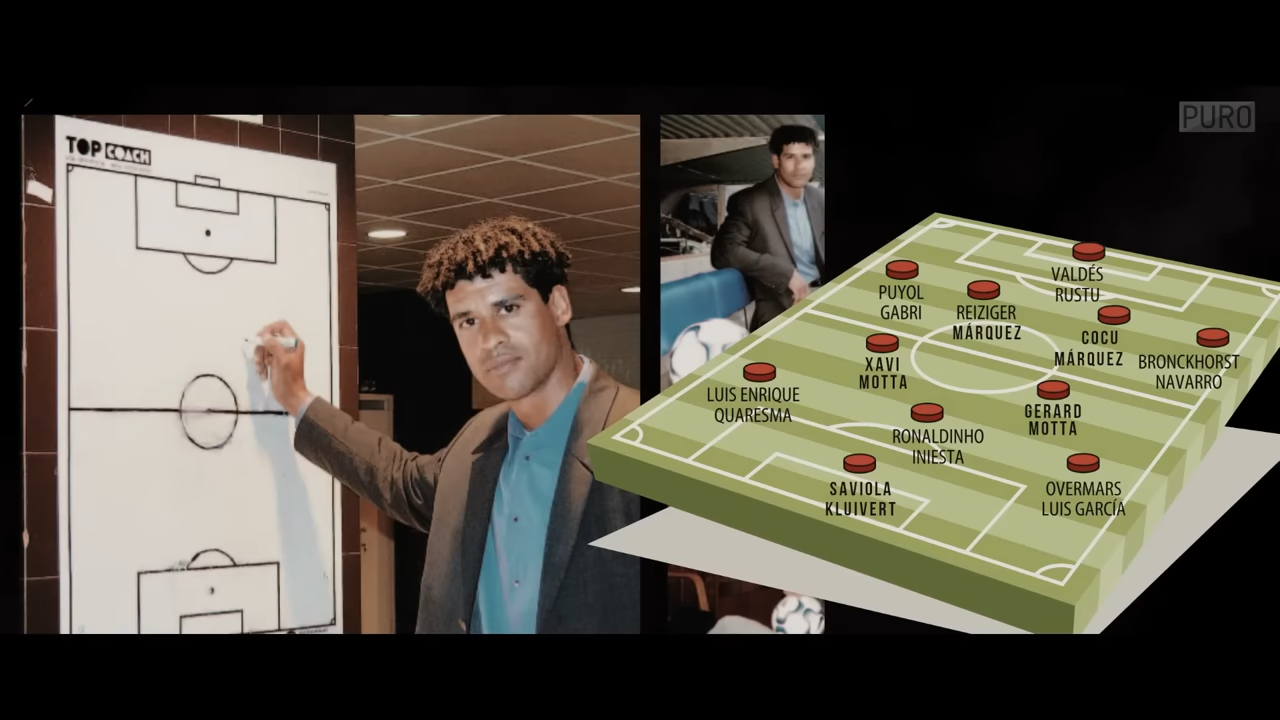 TOP COACH
PURO
VALDÉS
RUSTU
PUYOL
GABRI
REIZIGER
MÁRQUEZ
COCU
MÁRQUEZ
BRONCKHORST
NAVARRO
XAVI
MOTTA
LUIS ENRIQUE
QUARESMA
GERARD
MOTTA
RONALDINHO
INIESTA
SAVIOLA
KLUIVERT
OVERMARS
LUIS GARCÍA